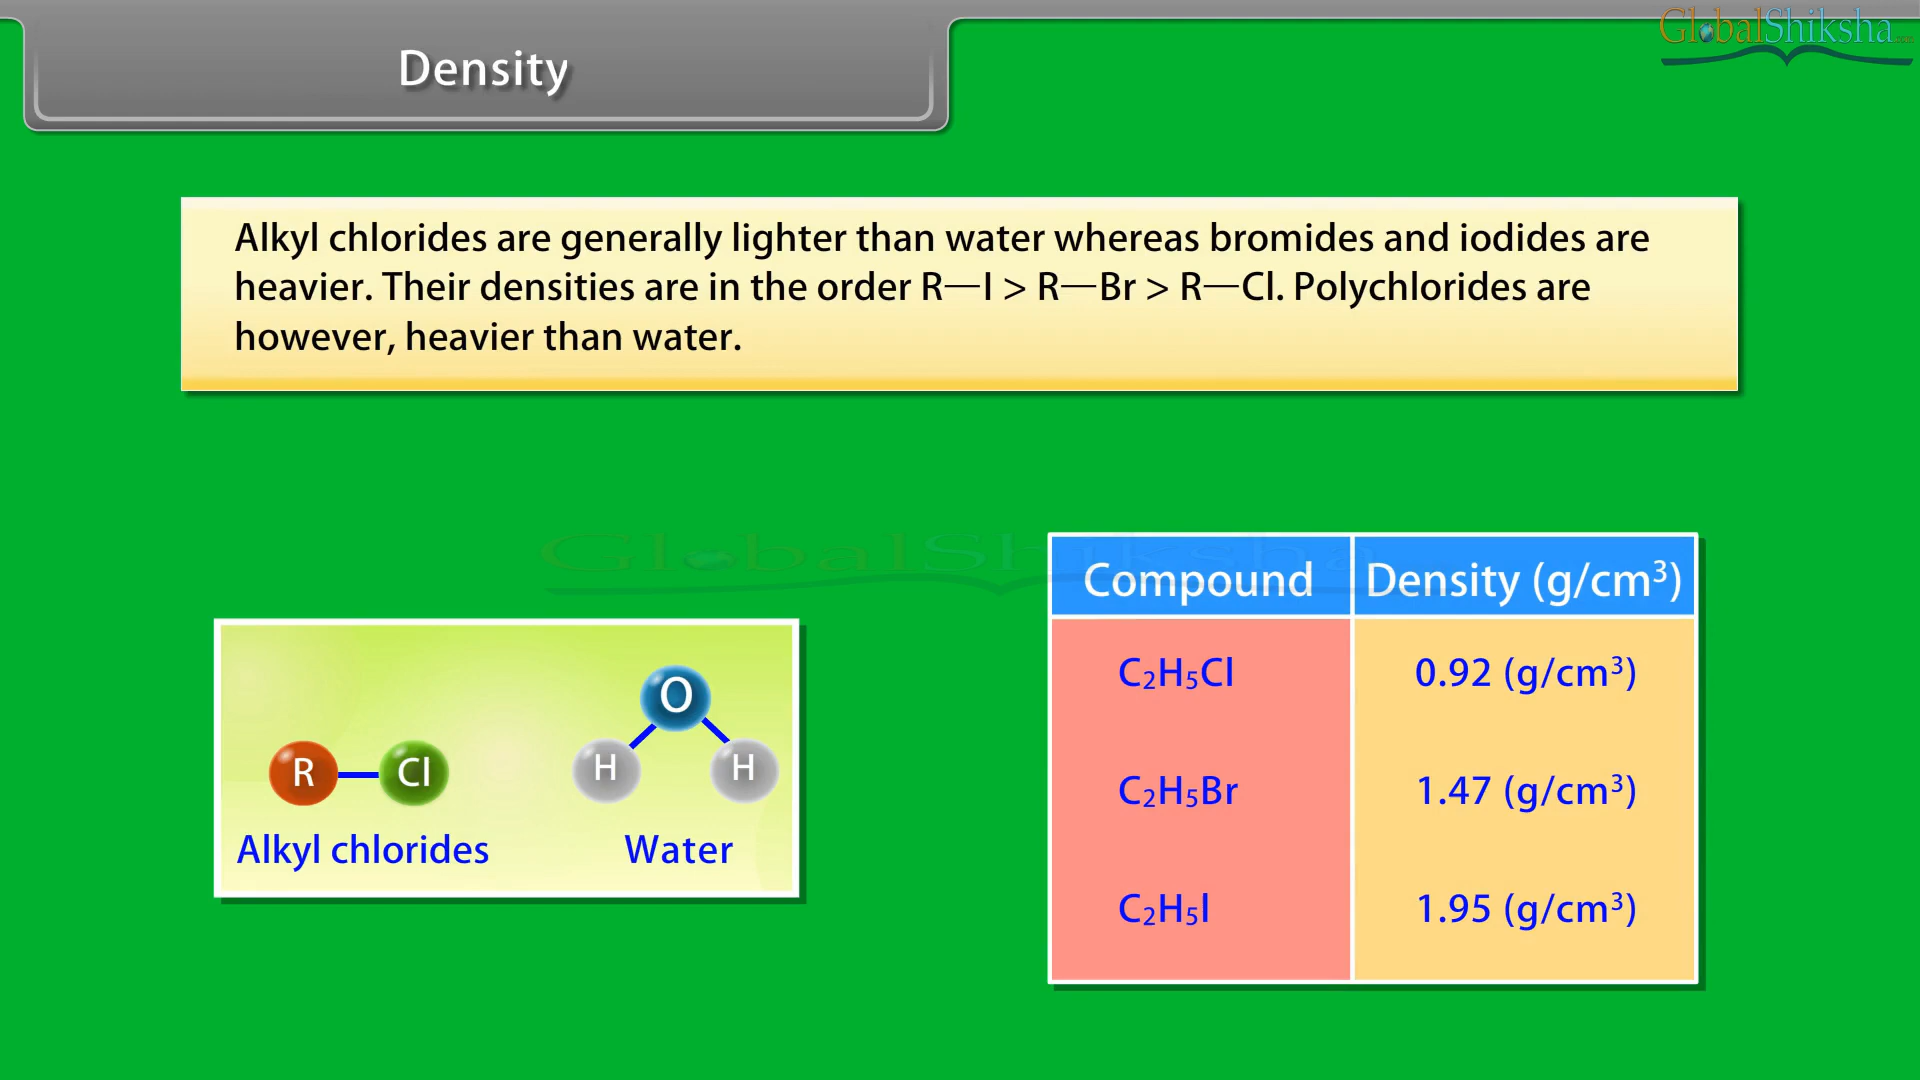 Density
GlobalShiksha.com
Alkyl chlorides are generally lighter than water whereas bromides and iodides are
heavier. Their densities are in the order R—I > R—Br > R—Cl. Polychlorides are
however, heavier than water.
GlobalShiksha
R Cl
O
H H
Alkyl chlorides Water
Compound Density (g/cm³)
C₂H₅Cl 0.92 (g/cm³)
C₂H₅Br 1.47 (g/cm³)
C₂H₅I 1.95 (g/cm³)